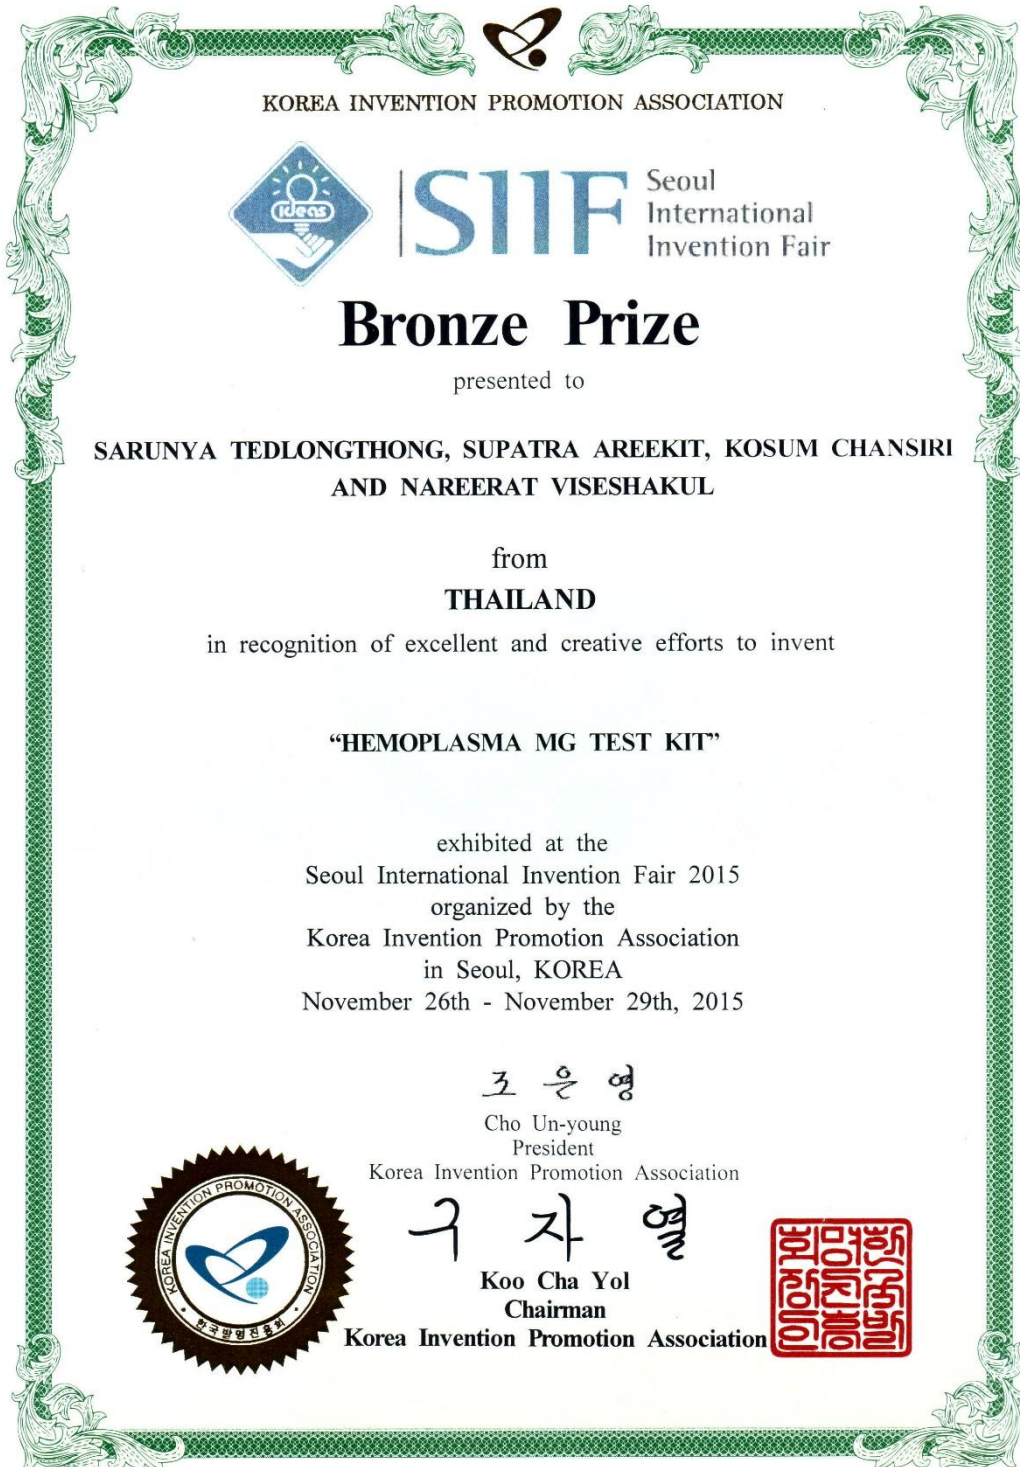 KOREA INVENTION PROMOTION ASSOCIATION
ideas
SIIF
Seoul
International
Invention Fair
Bronze Prize
presented to
SARUNYA TEDLONGTHONG, SUPATRA AREEKIT, KOSUM CHANSIRI
AND NAREERAT VISESHAKUL
from
THAILAND
in recognition of excellent and creative efforts to invent
“HEMOPLASMA MG TEST KIT”
exhibited at the
Seoul International Invention Fair 2015
organized by the
Korea Invention Promotion Association
in Seoul, KOREA
November 26th - November 29th, 2015
조 은 영
Cho Un-young
President
Korea Invention Promotion Association
구 자 열
Koo Cha Yol
Chairman
Korea Invention Promotion Association
KOREA INVENTION PROMOTION ASSOCIATION
한국발명진흥회